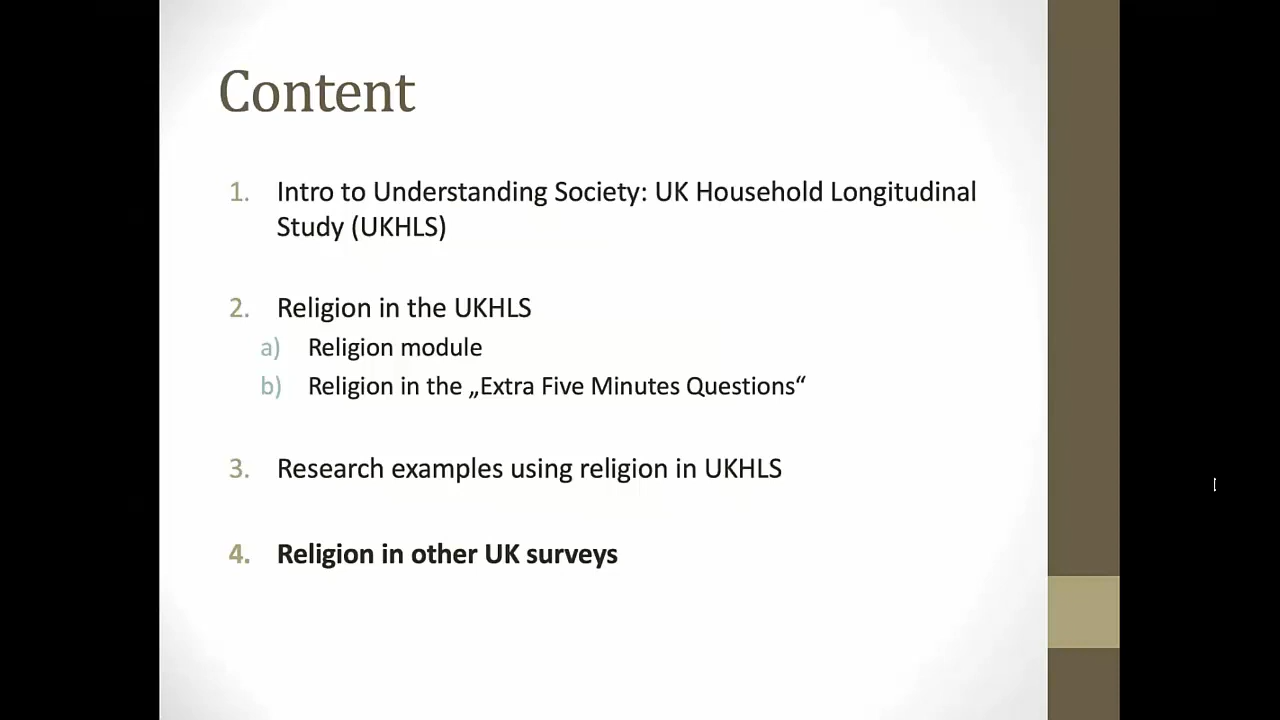 Content
1. Intro to Understanding Society: UK Household Longitudinal
Study (UKHLS)
2. Religion in the UKHLS
a) Religion module
b) Religion in the „Extra Five Minutes Questions“
3. Research examples using religion in UKHLS
4. Religion in other UK surveys